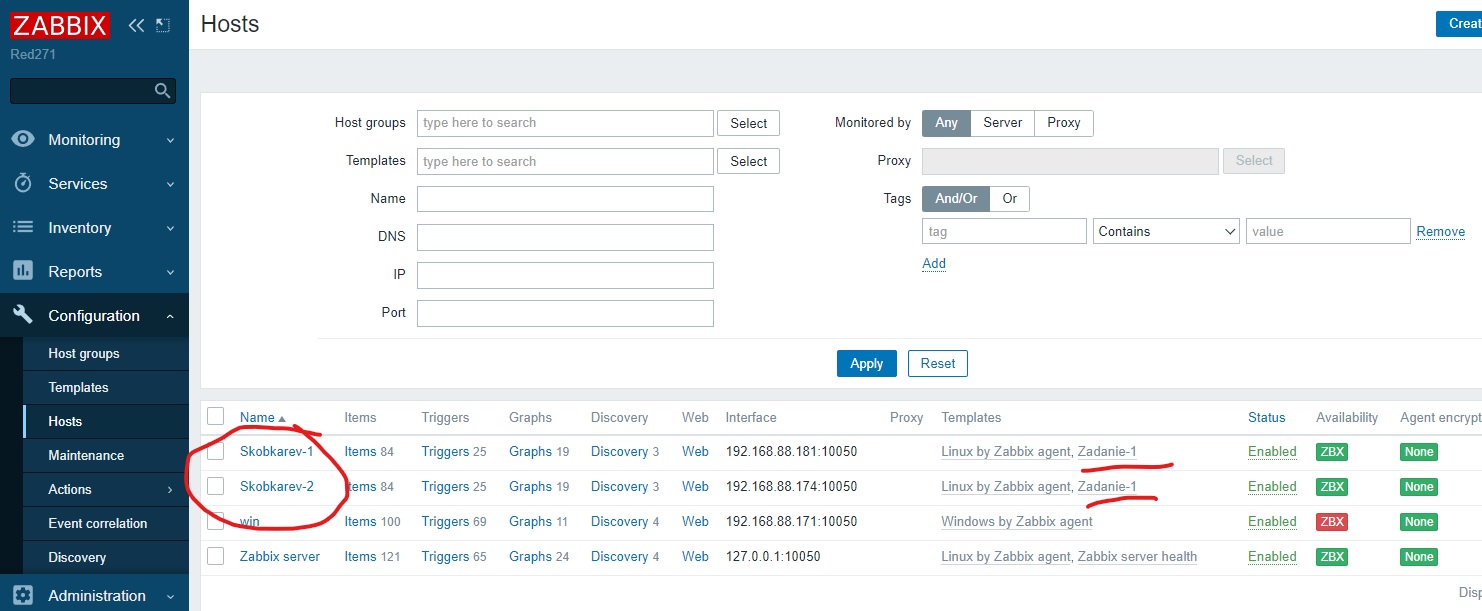 ZABBIX
Red271
Monitoring
Services
Inventory
Reports
Configuration
Host groups
Templates
Hosts
Maintenance
Actions
Event correlation
Discovery
Administration
Hosts
Creat
Host groups type here to search Select Monitored by Any Server Proxy
Templates type here to search Select Proxy Select
Name Tags And/Or Or
tag Contains value Remove
DNS
Add
IP
Port
Apply Reset
Name Items Triggers Graphs Discovery Web Interface Proxy Templates Status Availability Agent encrypt
Skobkarev-1 Items 84 Triggers 25 Graphs 19 Discovery 3 Web 192.168.88.181:10050 Linux by Zabbix agent, Zadanie-1 Enabled ZBX None
Skobkarev-2 Items 84 Triggers 25 Graphs 19 Discovery 3 Web 192.168.88.174:10050 Linux by Zabbix agent, Zadanie-1 Enabled ZBX None
win Items 100 Triggers 69 Graphs 11 Discovery 4 Web 192.168.88.171:10050 Windows by Zabbix agent Enabled ZBX None
Zabbix server Items 121 Triggers 65 Graphs 24 Discovery 4 Web 127.0.0.1:10050 Linux by Zabbix agent, Zabbix server health Enabled ZBX None
Disp